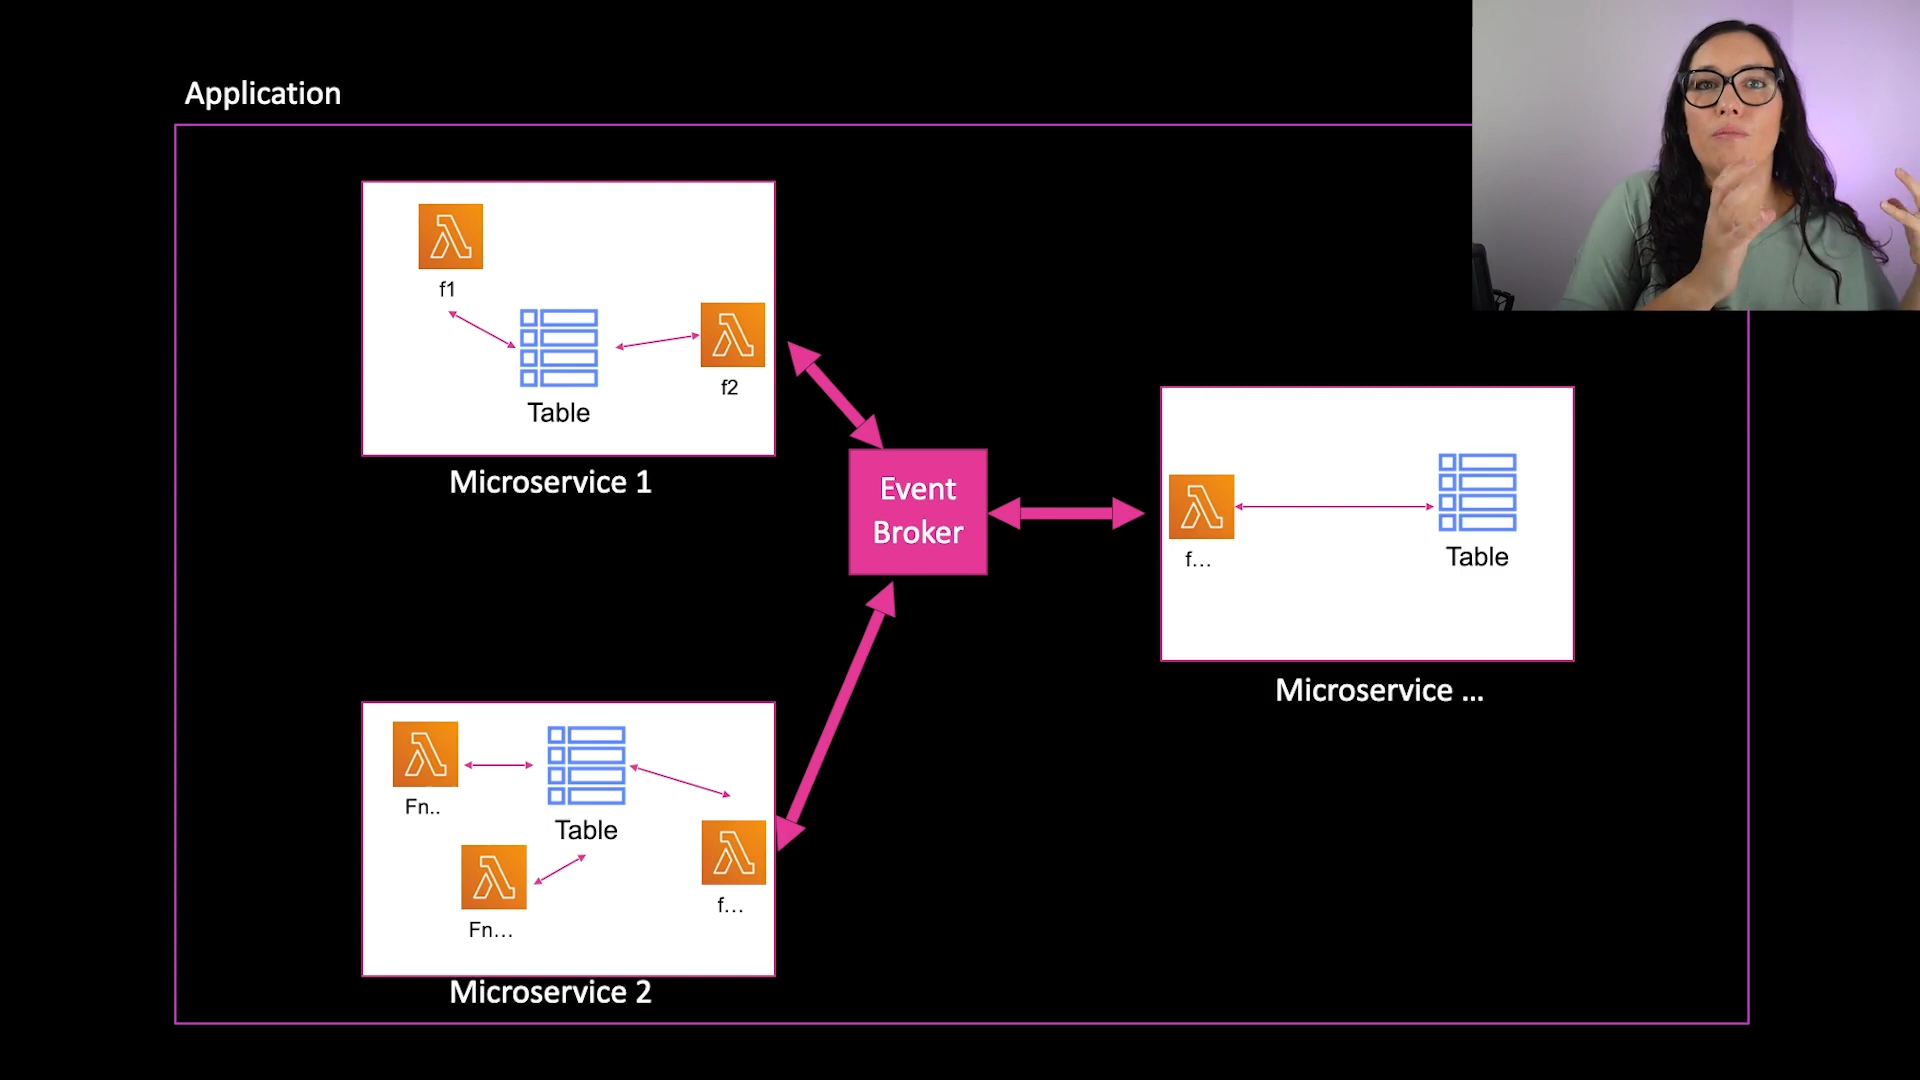 Application
f1
f2
Table
Microservice 1
Event
Broker
f...
Table
Microservice ...
Fn..
Table
Fn...
f...
Microservice 2